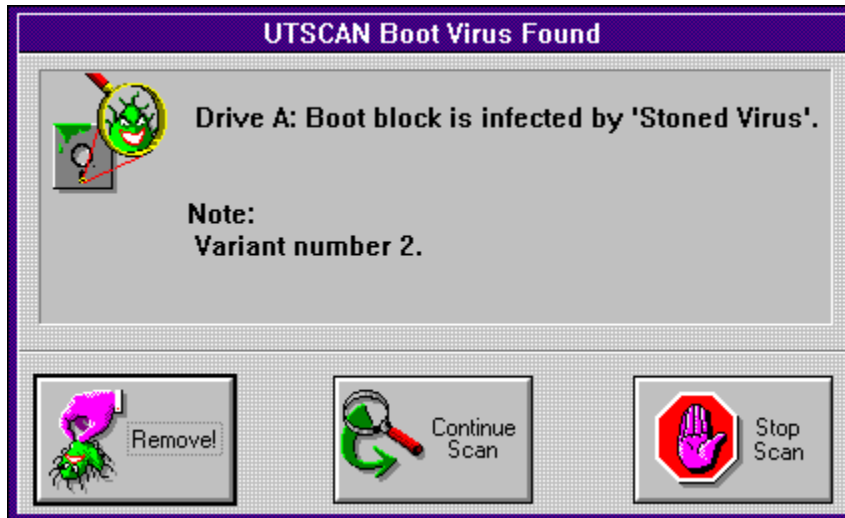 UTSCAN Boot Virus Found
Drive A: Boot block is infected by 'Stoned Virus'.
Note:
Variant number 2.
Remove!
Continue
Scan
Stop
Scan